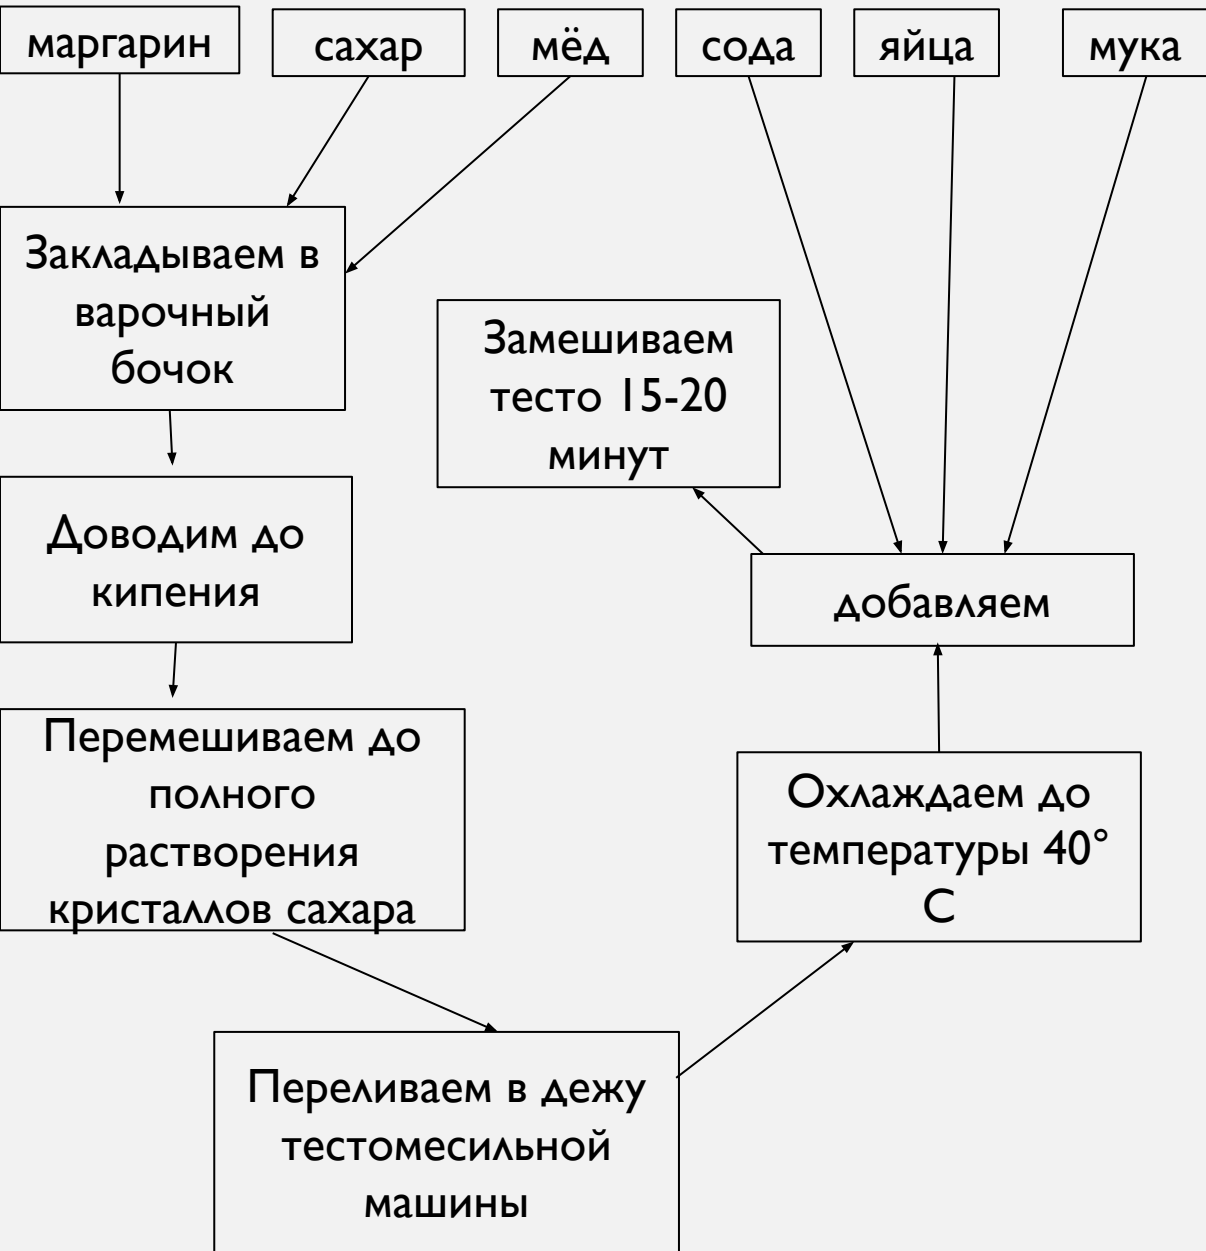 маргарин
сахар
мёд
сода
яйца
мука
Закладываем в
варочный
бочок
Замешиваем
тесто 15-20
минут
Доводим до
кипения
добавляем
Перемешиваем до
полного
растворения
кристаллов сахара
Охлаждаем до
температуры 40°
С
Переливаем в дежу
тестомесильной
машины